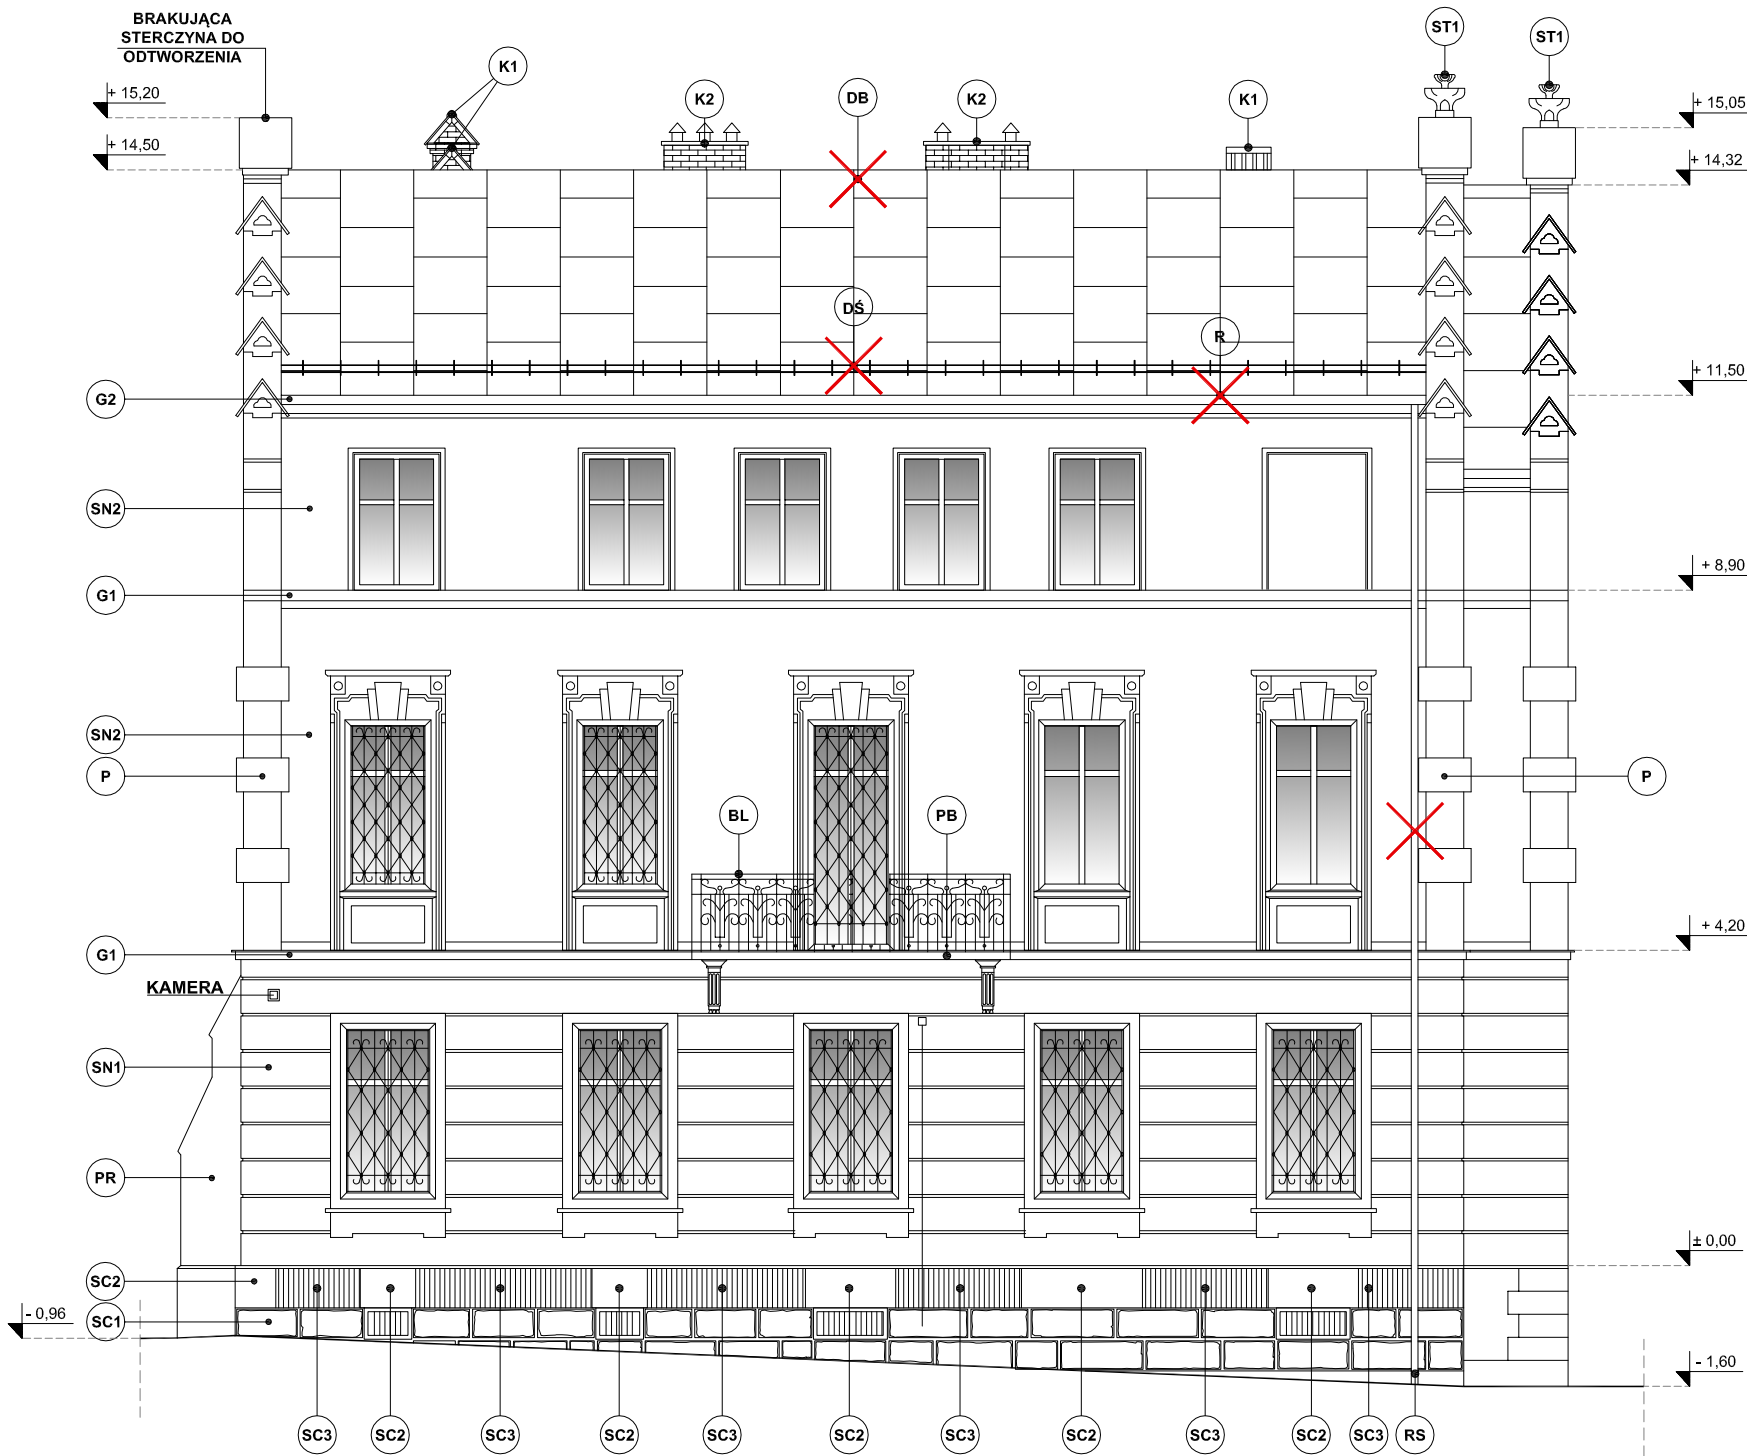 BRAKUJĄCA
STERCZYNA DO
ODTWORZENIA
ST1
ST1
K1
K2
DB
K2
K1
+ 15,20
+ 15,05
+ 14,50
+ 14,32
DŚ
R
+ 11,50
G2
SN2
+ 8,90
G1
SN2
P
P
BL
PB
+ 4,20
G1
KAMERA
SN1
PR
± 0,00
SC2
- 0,96
SC1
- 1,60
SC3
SC2
SC3
SC2
SC3
SC2
SC3
SC2
SC3
SC2
SC3
RS